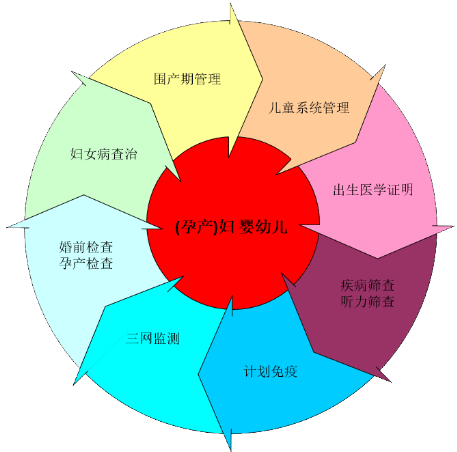 国产期管理
儿童系统管理
出生医学证明
疾病筛查
听力筛查
计划免疫
三网监测
婚前检查
孕产检查
妇女病查治
(孕产)妇 婴幼儿